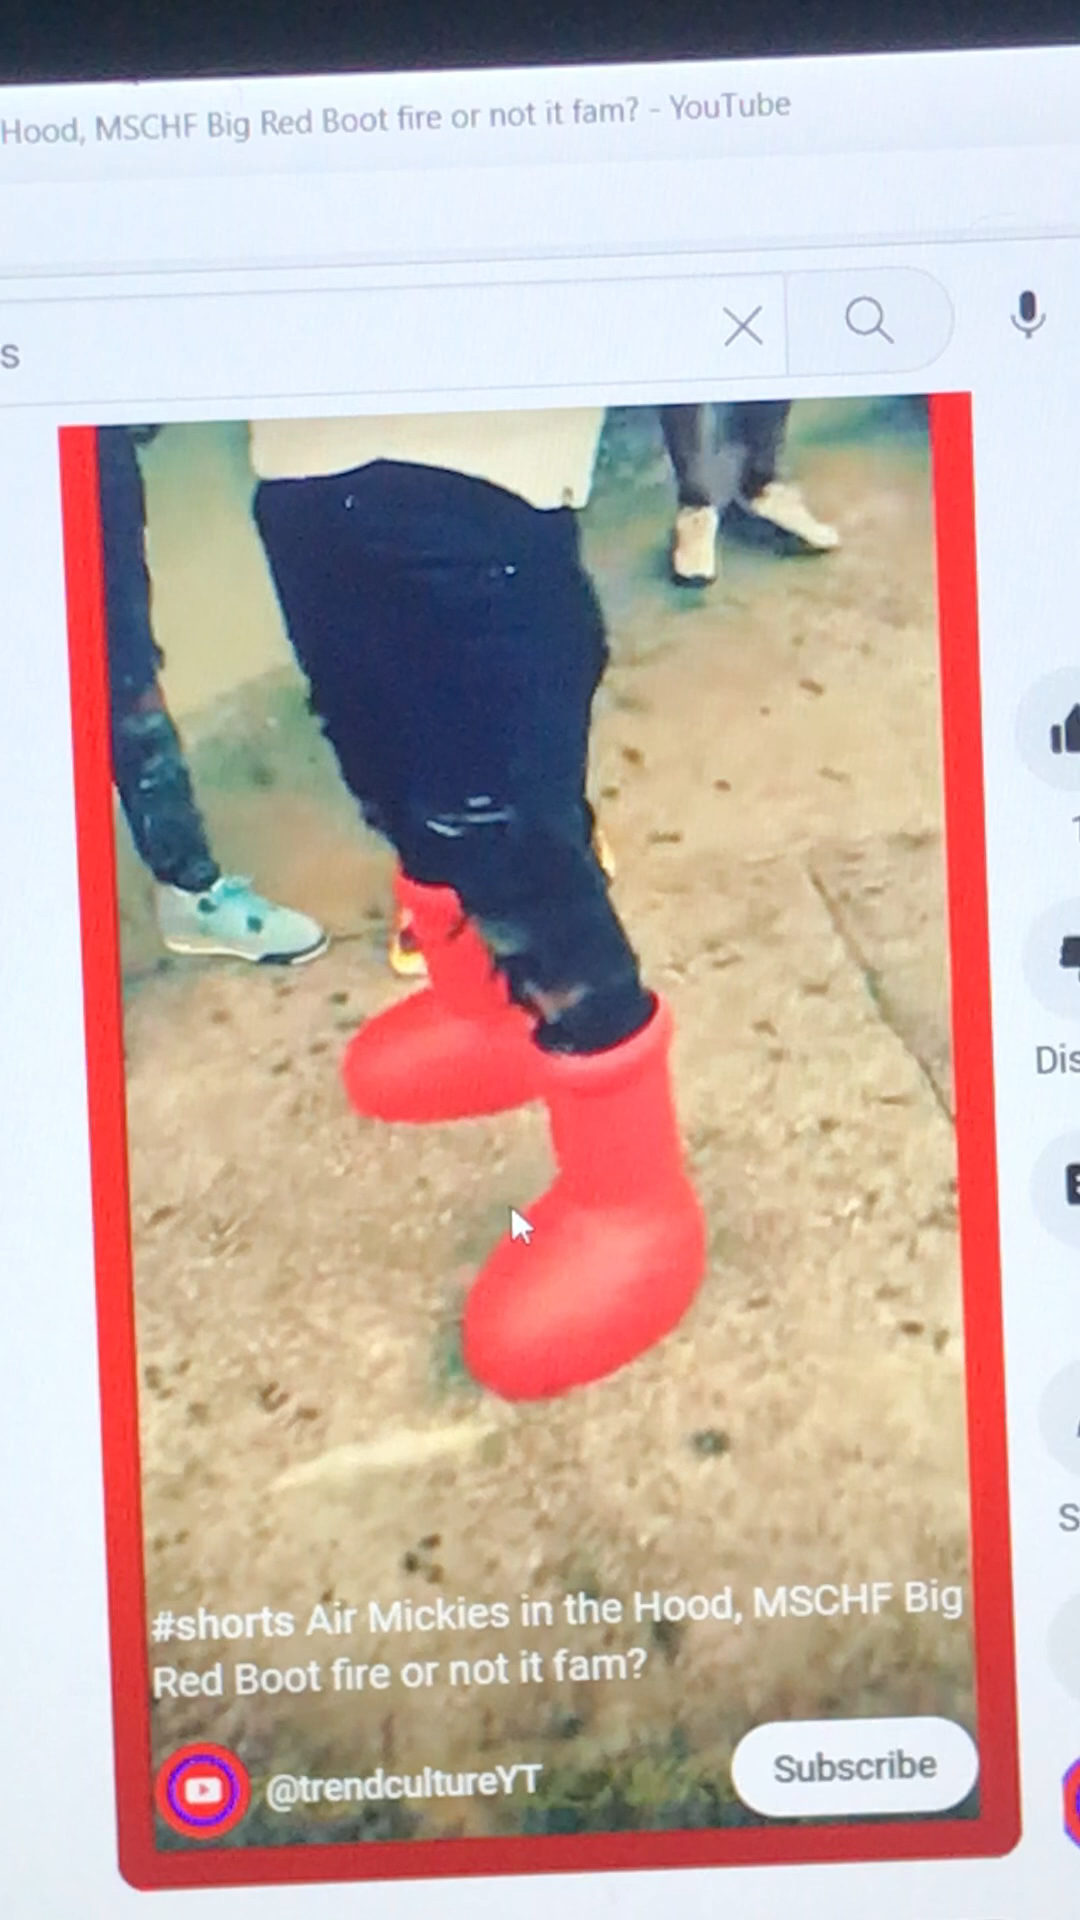 Hood, MSCHF Big Red Boot fire or not it fam? - YouTube
s
#shorts Air Mickies in the Hood, MSCHF Big
Red Boot fire or not it fam?
@trendcultureYT
Subscribe
Dis
S